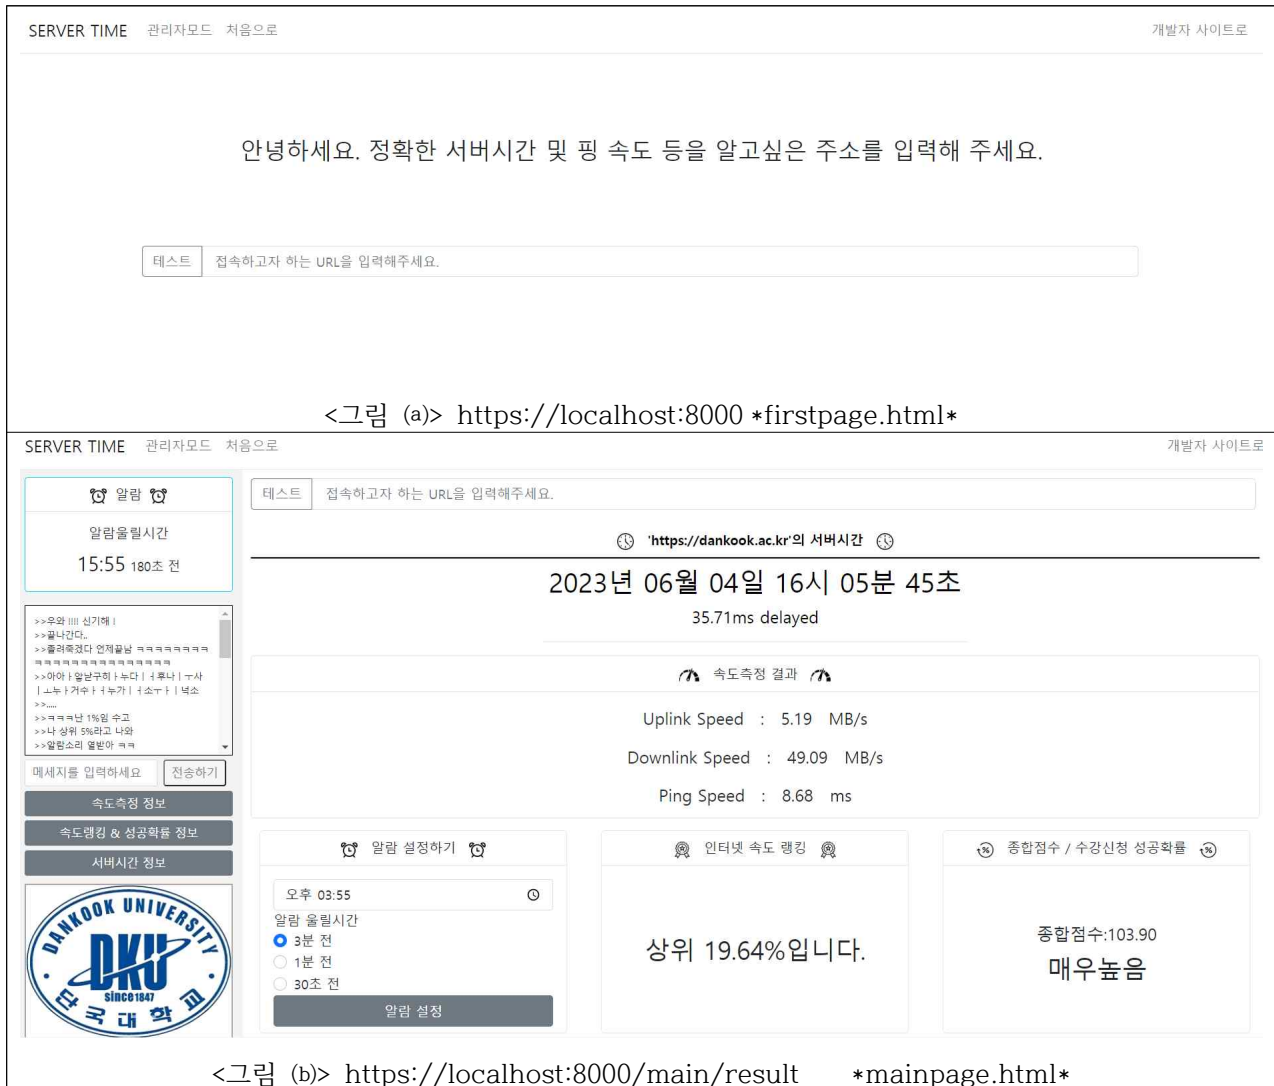 SERVER TIME 관리자모드 처음으로 개발자 사이트로
안녕하세요. 정확한 서버시간 및 핑 속도 등을 알고싶은 주소를 입력해 주세요.
테스트 접속하고자 하는 URL을 입력해주세요.
<그림 ⒜> https://localhost:8000 *firstpage.html*
SERVER TIME 관리자모드 처음으로 개발자 사이트로
알람
알람울릴시간
15:55 180초 전
>>우와 |||| 신기해 |
>>끝나간다..
>>졸려죽겠다 언제끝남 ㅋㅋㅋㅋㅋㅋㅋㅋ
ㅋㅋㅋㅋㅋㅋㅋㅋㅋㅋㅋㅋㅋㅋㅋ
>>.....
>>ㅋㅋㅋ난 1%임 수고
>>나 상위 5%라고 나와
>>알람소리 열받아 ㅋㅋ
메세지를 입력하세요 전송하기
속도측정 정보
속도랭킹 & 성공확률 정보
서버시간 정보
DANKOOK UNIVERSITY
DKU
since 1847
단국대학교
테스트 접속하고자 하는 URL을 입력해주세요.
'https://dankook.ac.kr'의 서버시간
2023년 06월 04일 16시 05분 45초
35.71ms delayed
속도측정 결과
Uplink Speed : 5.19 MB/s
Downlink Speed : 49.09 MB/s
Ping Speed : 8.68 ms
알람 설정하기
오후 03:55
알람 울릴시간
3분 전
1분 전
30초 전
알람 설정
인터넷 속도 랭킹
상위 19.64%입니다.
종합점수 / 수강신청 성공확률
종합점수:103.90
매우높음
<그림 ⒝> https://localhost:8000/main/result *mainpage.html*